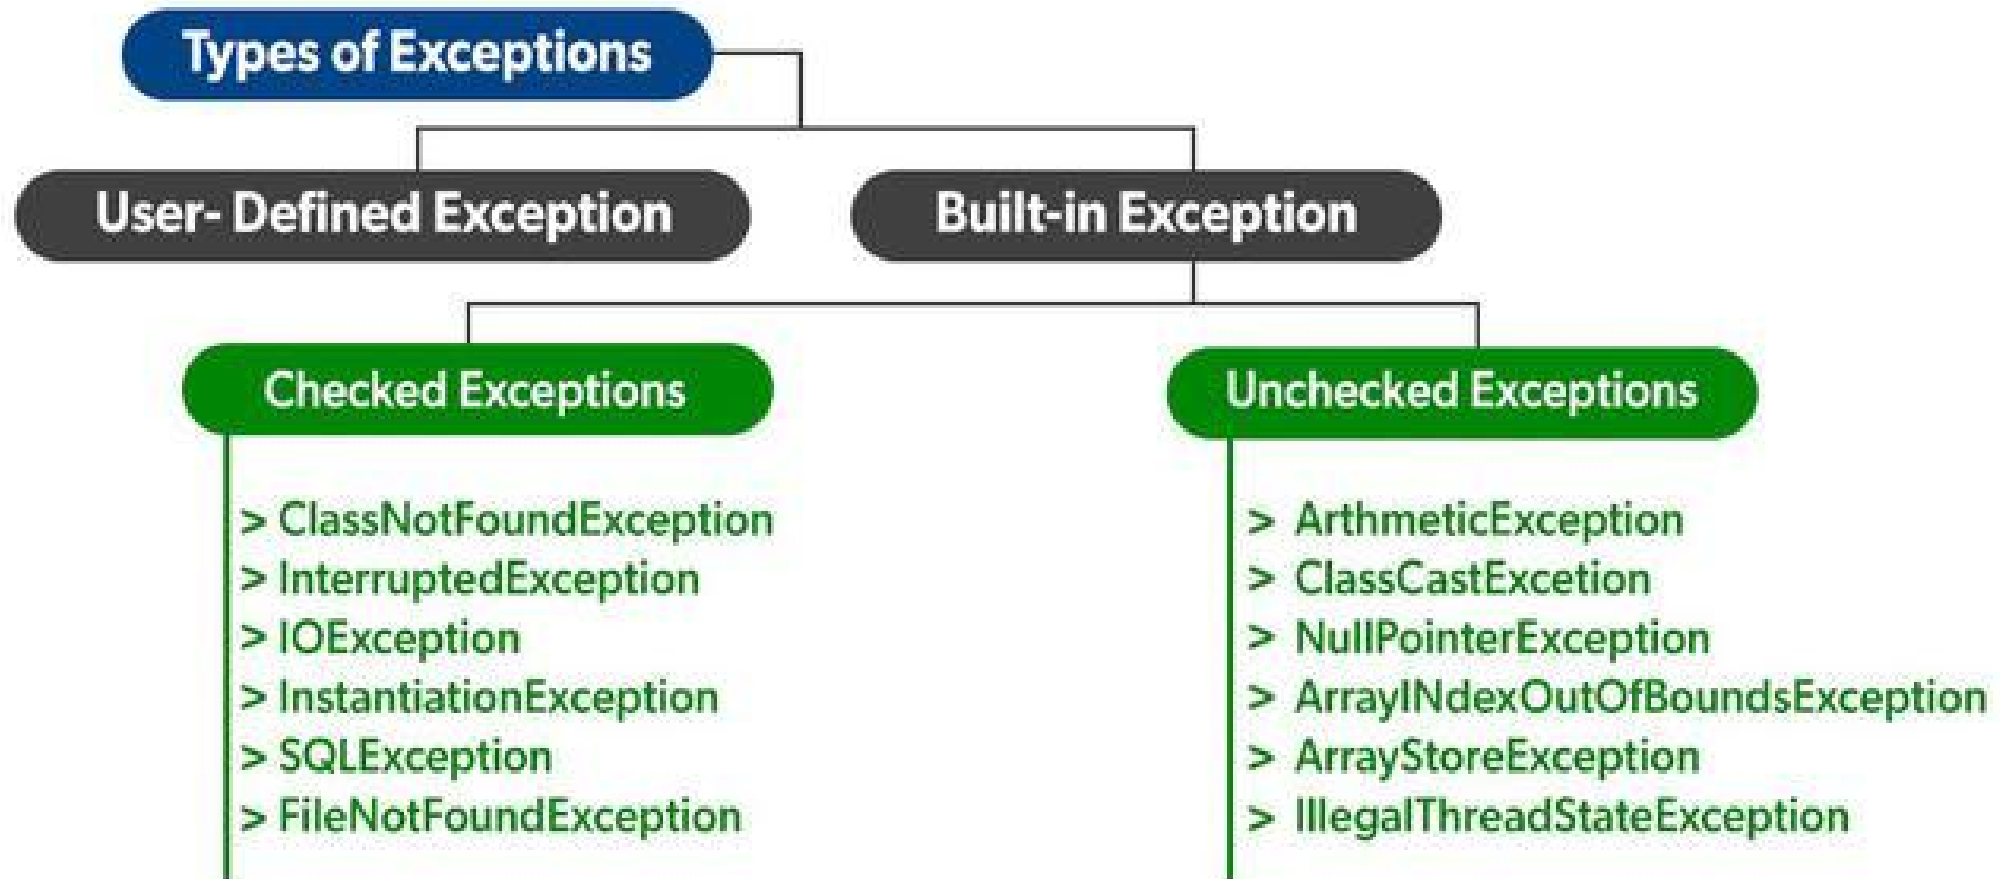 Types of Exceptions
User- Defined Exception
Built-in Exception
Checked Exceptions
> ClassNotFoundException
> InterruptedException
> IOException
> InstantiationException
> SQLException
> FileNotFoundException
Unchecked Exceptions
> ArthmeticException
> ClassCastExcetion
> NullPointerException
> ArrayINdexOutOfBoundsException
> ArrayStoreException
> IllegalThreadStateException